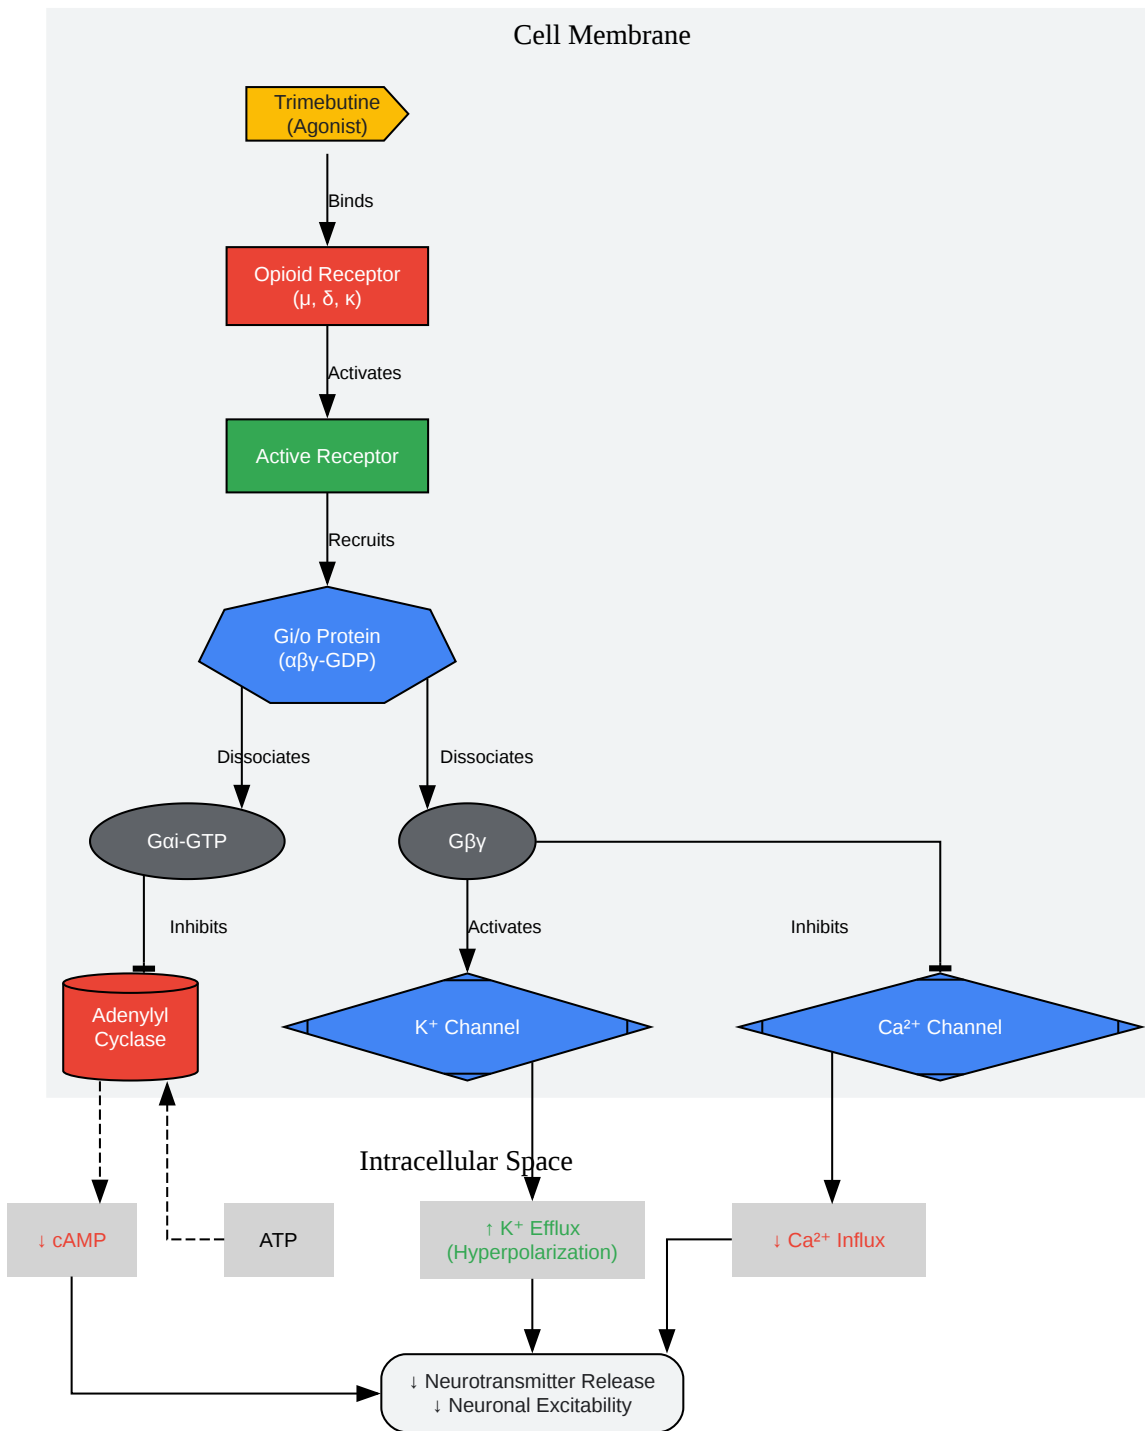 Cell Membrane
Trimebutine
(Agonist)
Binds
Opioid Receptor
(μ, δ, κ)
Activates
Active Receptor
Recruits
Gi/o Protein
(αβγ-GDP)
Dissociates
Dissociates
Gαi-GTP
Gβγ
Inhibits
Activates
Inhibits
Adenylyl
Cyclase
K⁺ Channel
Ca²⁺ Channel
Intracellular Space
↓ cAMP
ATP
↑ K⁺ Efflux
(Hyperpolarization)
↓ Ca²⁺ Influx
↓ Neurotransmitter Release
↓ Neuronal Excitability